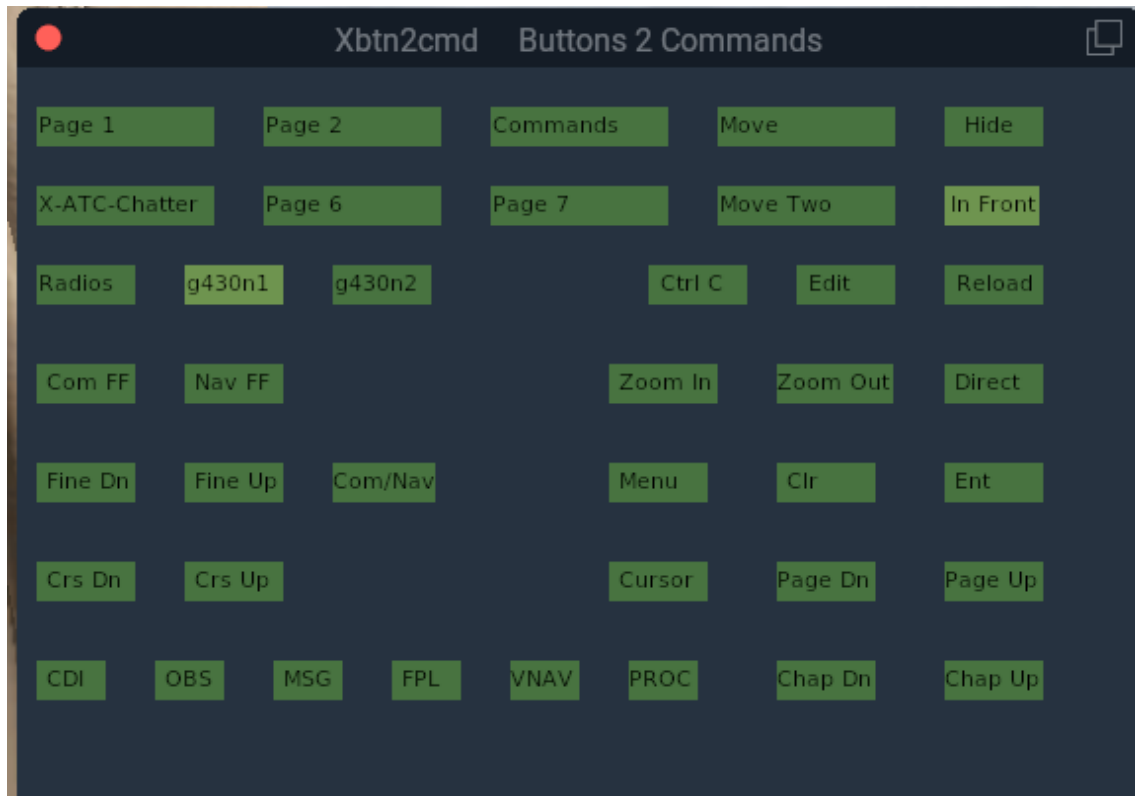 Xbtn2cmd Buttons 2 Commands
Page 1 Page 2 Commands Move Hide
X-ATC-Chatter Page 6 Page 7 Move Two In Front
Radios g430n1 g430n2 Ctrl C Edit Reload
Com FF Nav FF Zoom In Zoom Out Direct
Fine Dn Fine Up Com/Nav Menu Clr Ent
Crs Dn Crs Up Cursor Page Dn Page Up
CDI OBS MSG FPL VNAV PROC Chap Dn Chap Up